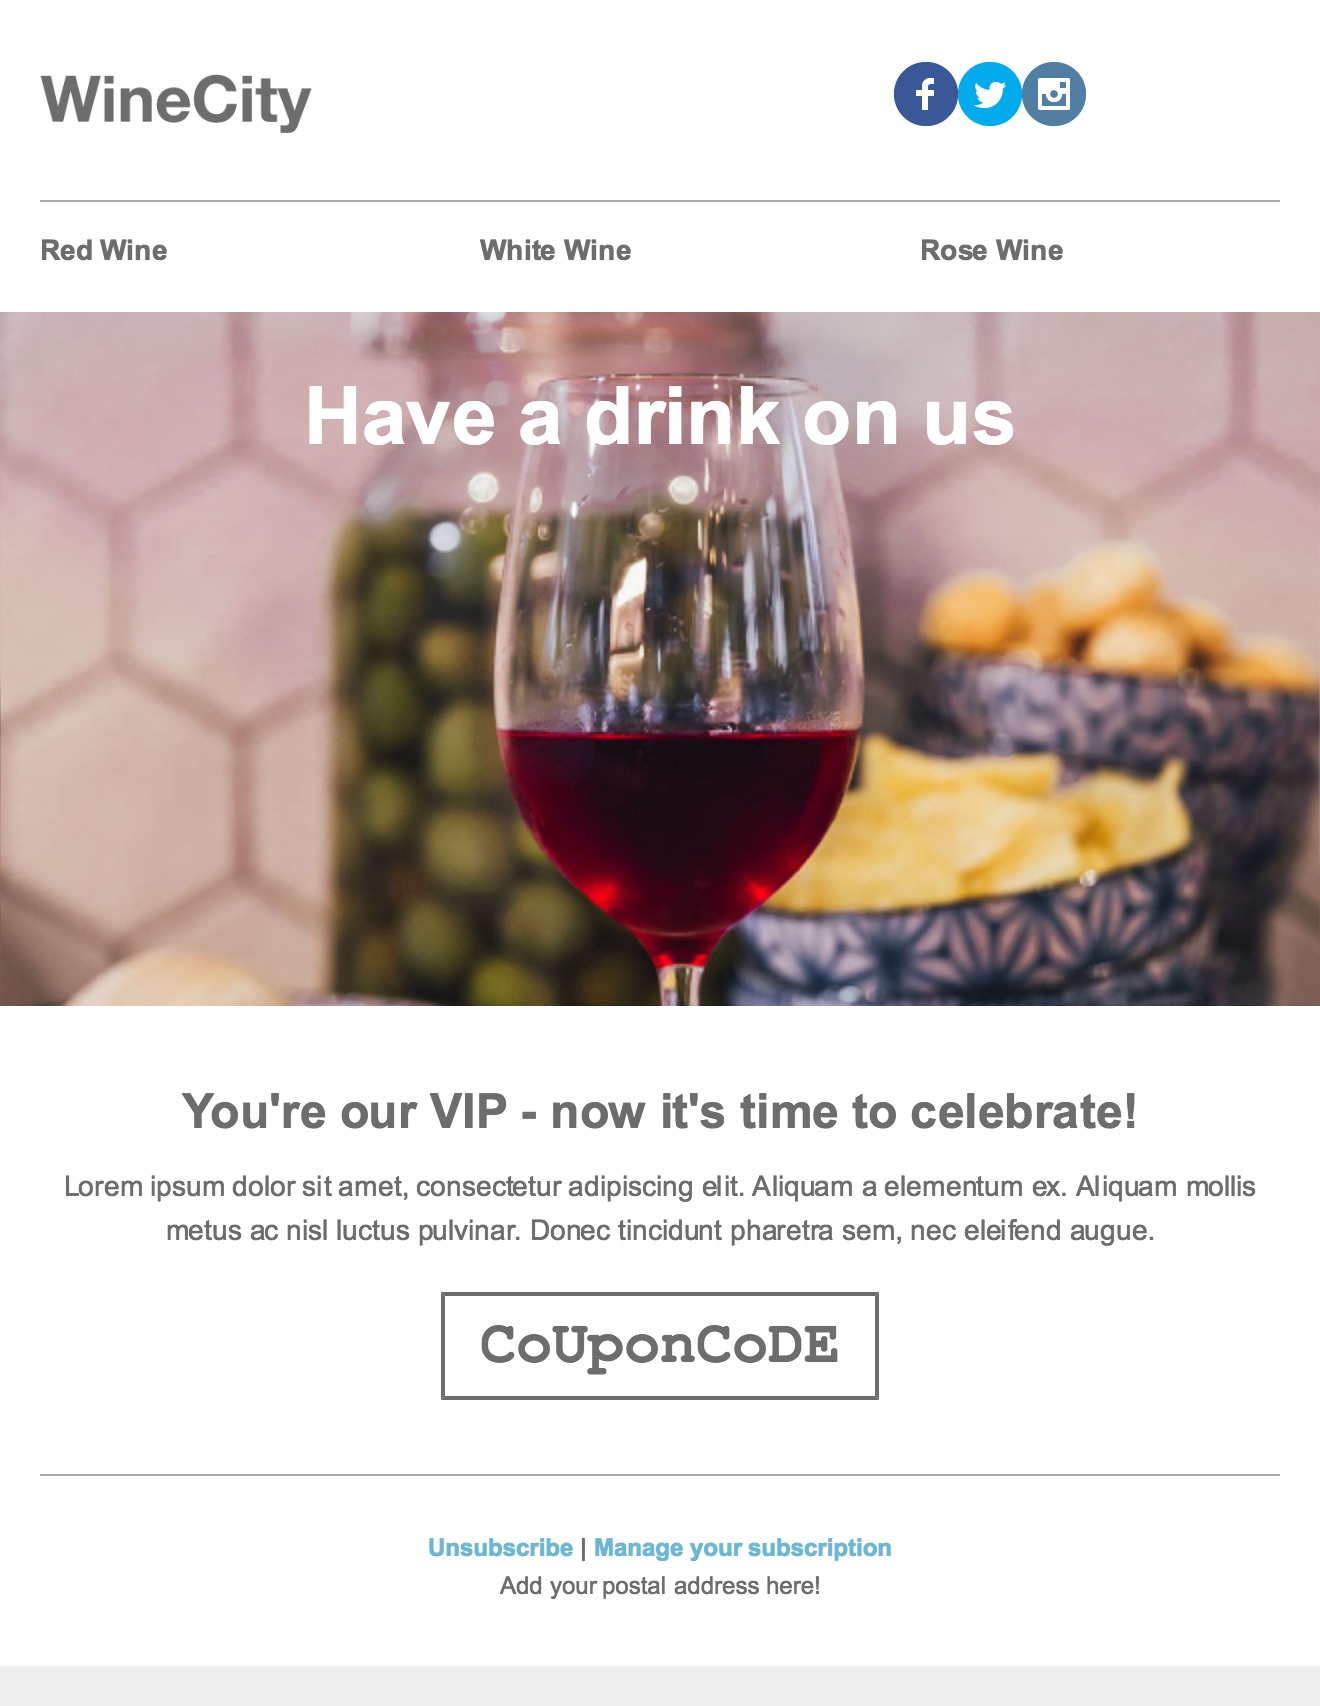 WineCity
Red Wine
White Wine
Rose Wine
Have a drink on us
You're our VIP - now it's time to celebrate!
Lorem ipsum dolor sit amet, consectetur adipiscing elit. Aliquam a elementum ex. Aliquam mollis
metus ac nisl luctus pulvinar. Donec tincidunt pharetra sem, nec eleifend augue.
CoUponCoDE
Unsubscribe | Manage your subscription
Add your postal address here!